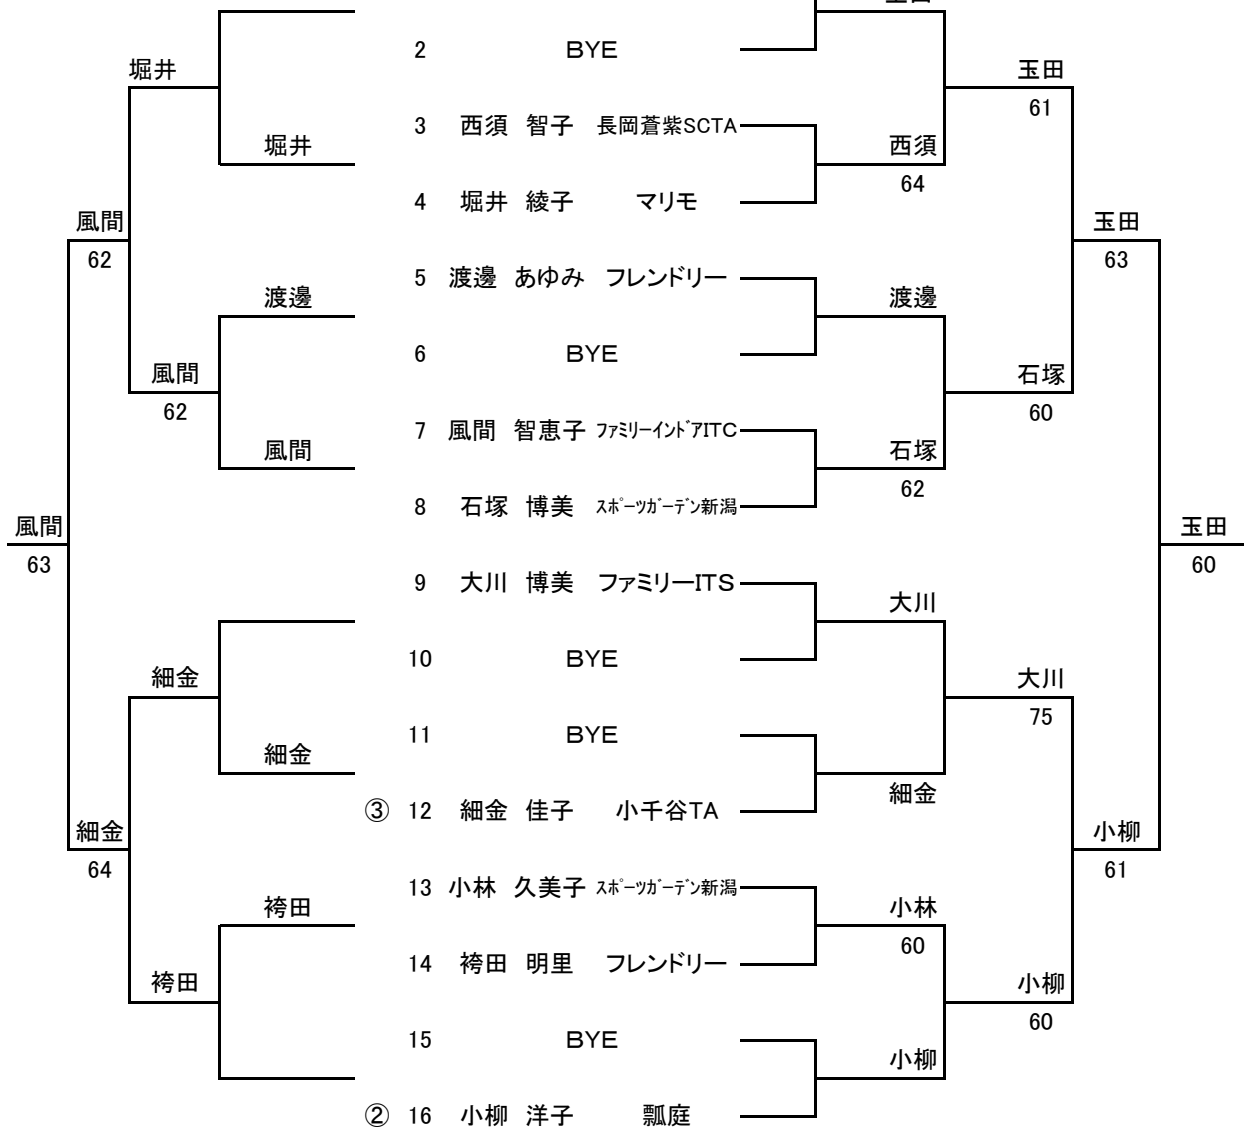 2 BYE
堀井
玉田
61
3 西須 智子 長岡蒼紫SCTA
堀井
西須
64
4 堀井 綾子 マリモ
風間
62
玉田
63
5 渡邊 あゆみ フレンドリー
渡邊
渡邊
6 BYE
風間
62
石塚
60
7 風間 智恵子 ファミリーインドアITC
風間
石塚
62
8 石塚 博美 スポーツガーデン新潟
風間
63
玉田
60
9 大川 博美 ファミリーITS
大川
10 BYE
細金
大川
75
11 BYE
細金
細金
③ 12 細金 佳子 小千谷TA
細金
64
小柳
61
13 小林 久美子 スポーツガーデン新潟
袴田
小林
60
14 袴田 明里 フレンドリー
袴田
小柳
60
15 BYE
小柳
② 16 小柳 洋子 瓢庭